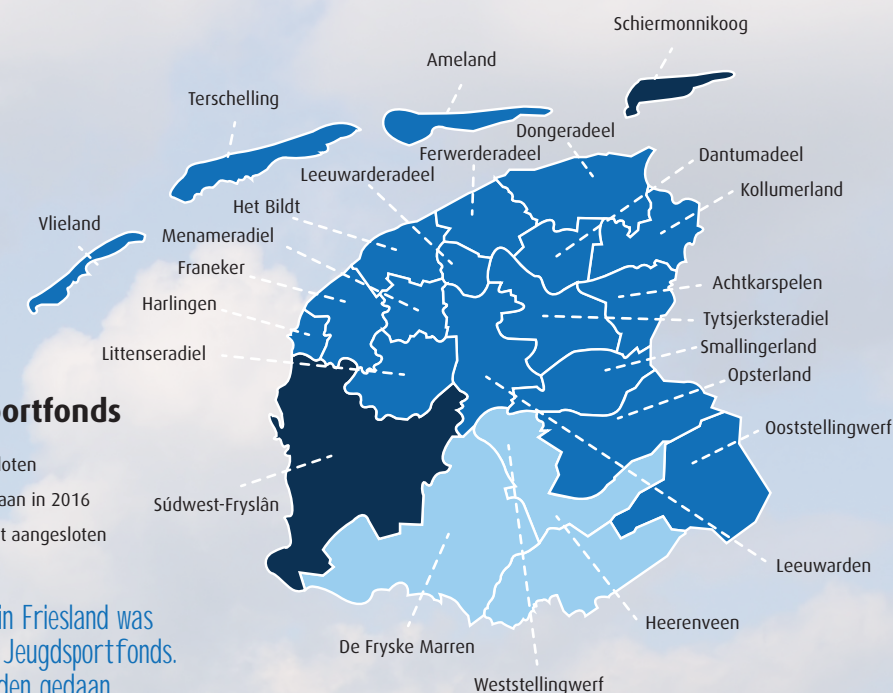 Schiermonnikoog
Ameland
Terschelling
Dongeradeel
Ferwerderadeel
Dantumadeel
Leeuwarderadeel
Kollumerland
Het Bildt
Vlieland
Menameradiel
Franeker
Achtkarspelen
Harlingen
Tytsjerksteradiel
Smallingerland
Littenseradiel
Opsterland
ortfonds
Ooststellingwerf
loten
aan in 2016
Súdwest-Fryslân
t aangesloten
Leeuwarden
in Friesland was
Heerenveen
De Fryske Marren
Jeugdsportfonds.
den gedaan
Weststellingwerf